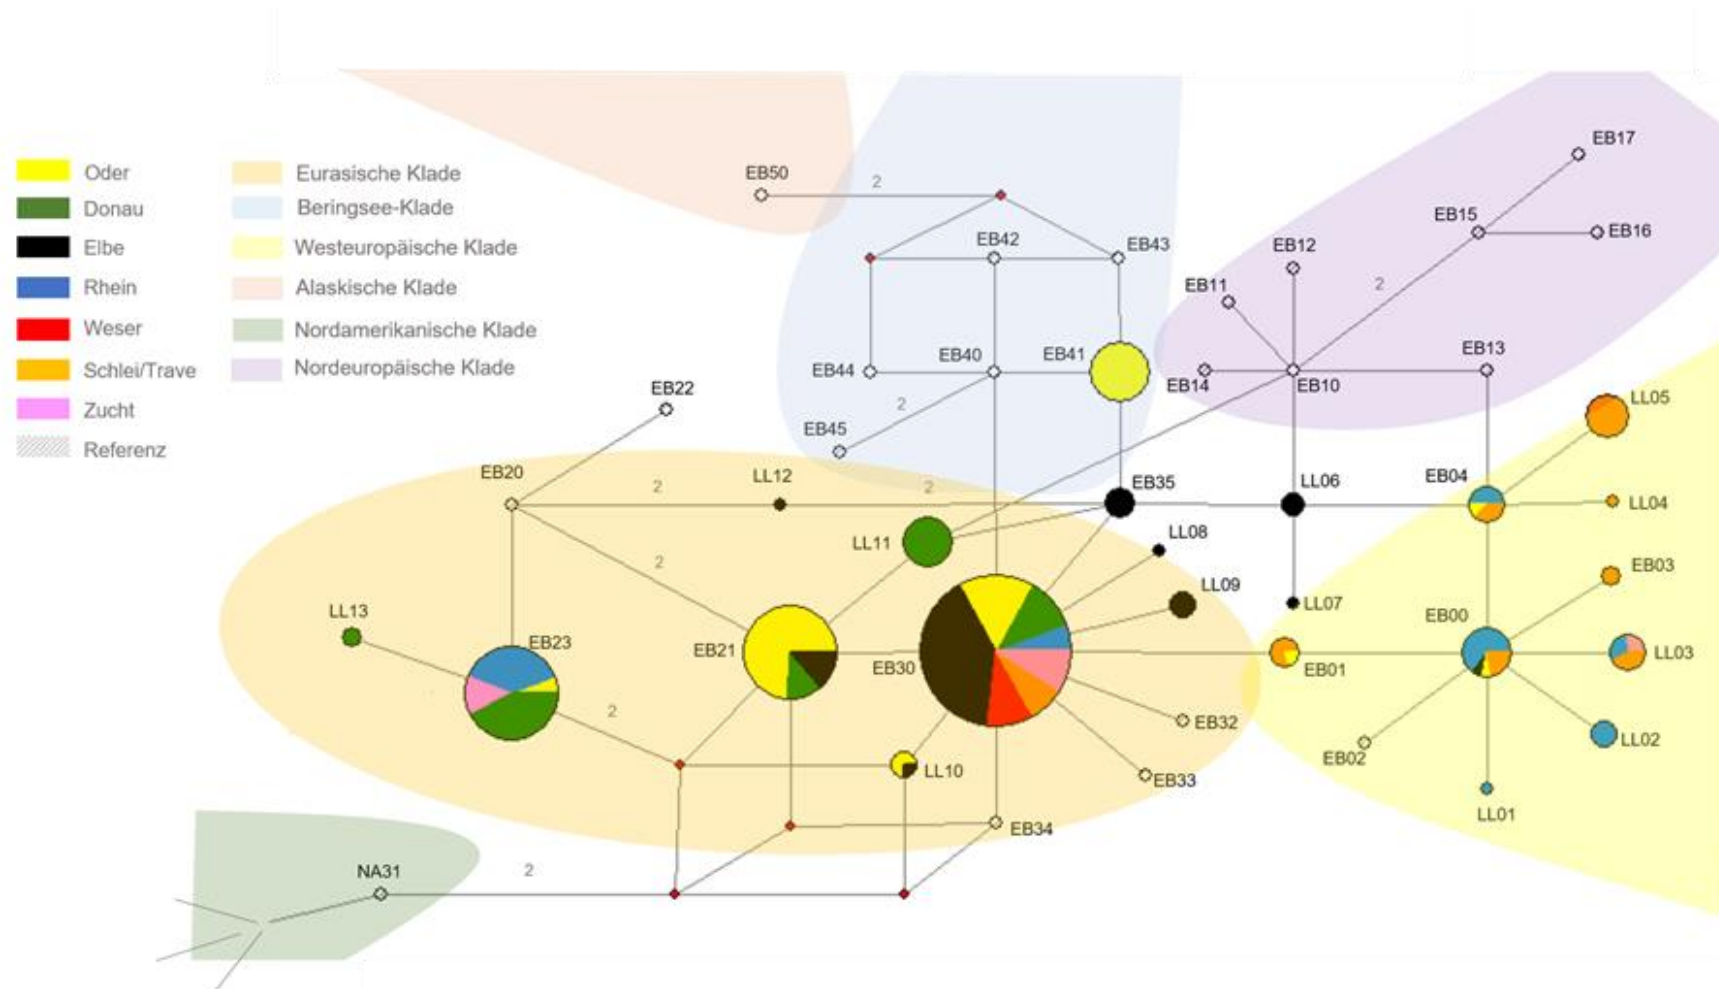 Oder
Donau
Elbe
Rhein
Weser
Schlei/Trave
Zucht
Referenz
Eurasische Klade
Beringsee-Klade
Westeuropäische Klade
Alaskische Klade
Nordamerikanische Klade
Nordeuropäische Klade
EB17
EB50
2
EB15
EB16
EB42
EB43
EB12
EB11
2
EB44
EB40
EB41
EB14
EB10
EB13
EB22
2
EB45
LL05
EB20
2
LL12
2
EB35
LL06
EB04
LL04
LL11
LL08
2
EB03
LL09
LL13
LL07
EB23
EB21
EB30
EB01
EB00
LL03
2
EB32
EB02
LL02
LL10
EB33
EB34
LL01
NA31
2